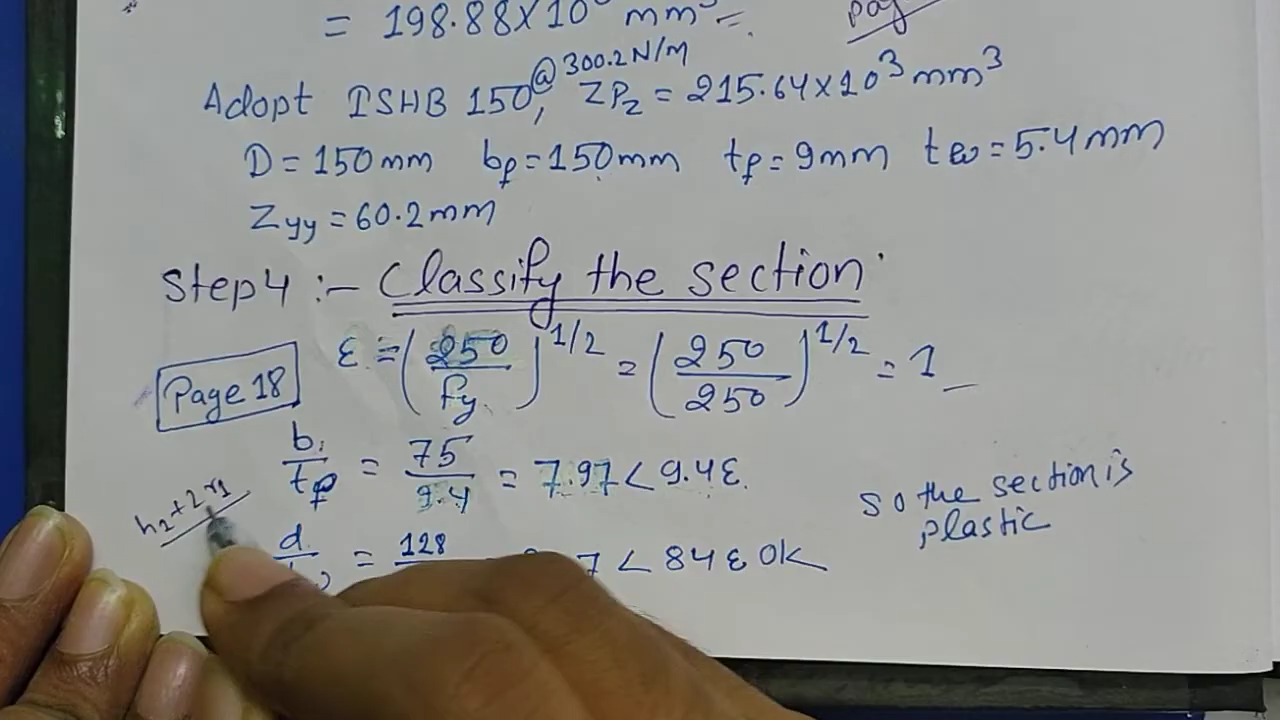 = 198.88×10 mm³
Adopt ISHB 150, @ 300.2 N/M ZPz = 215.64×10³ mm³
D = 150 mm bf = 150 mm tf = 9 mm tw = 5.4 mm
Zyy = 60.2 mm
Step 4 :- Classify the section
ε = (250/fy)^1/2 = (250/250)^1/2 = 1
Page 18
b/tf = 75/9.4 = 7.97 < 9.4ε
So the section is
plastic
h2+2r1
d = 128 7 < 84ε Ok